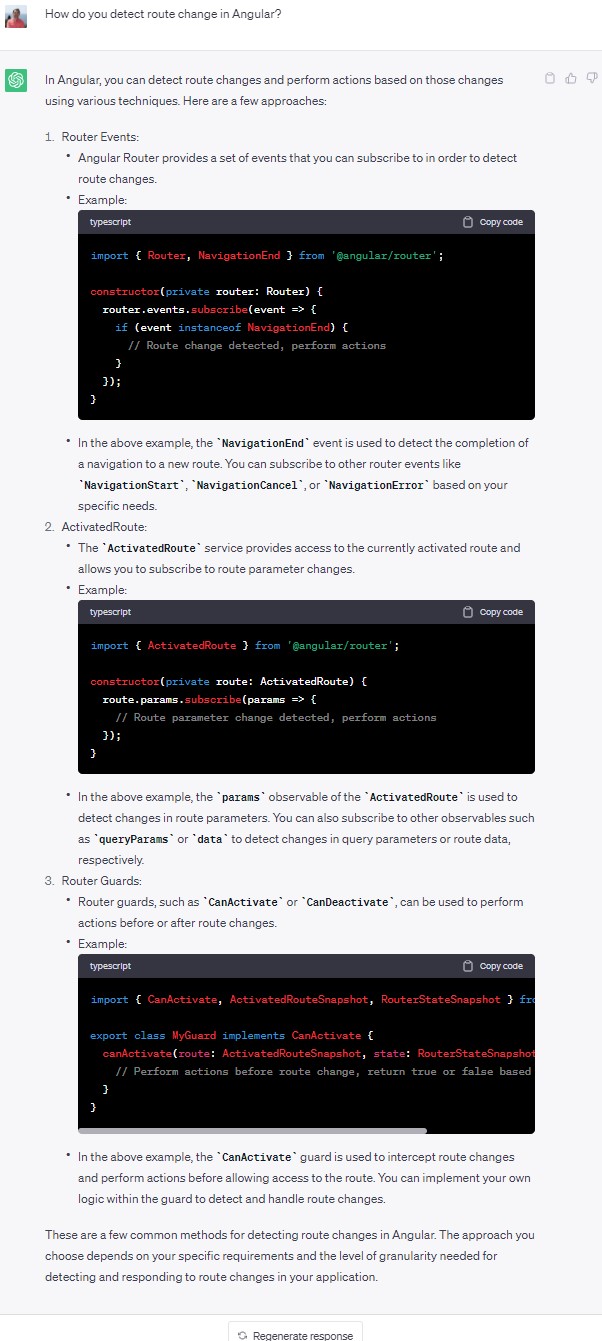 How do you detect route change in Angular?
In Angular, you can detect route changes and perform actions based on those changes
using various techniques. Here are a few approaches:
1. Router Events:
• Angular Router provides a set of events that you can subscribe to in order to detect
route changes.
• Example:
typescript Copy code
import { Router, NavigationEnd } from '@angular/router';
constructor(private router: Router) {
router.events.subscribe(event => {
if (event instanceof NavigationEnd) {
// Route change detected, perform actions
}
});
}
• In the above example, the `NavigationEnd` event is used to detect the completion of
a navigation to a new route. You can subscribe to other router events like
`NavigationStart`, `NavigationCancel`, or `NavigationError` based on your
specific needs.
2. ActivatedRoute:
• The `ActivatedRoute` service provides access to the currently activated route and
allows you to subscribe to route parameter changes.
• Example:
typescript Copy code
import { ActivatedRoute } from '@angular/router';
constructor(private route: ActivatedRoute) {
route.params.subscribe(params => {
// Route parameter change detected, perform actions
});
}
• In the above example, the `params` observable of the `ActivatedRoute` is used to
detect changes in route parameters. You can also subscribe to other observables such
as `queryParams` or `data` to detect changes in query parameters or route data,
respectively.
3. Router Guards:
• Router guards, such as `CanActivate` or `CanDeactivate`, can be used to perform
actions before or after route changes.
• Example:
typescript Copy code
import { CanActivate, ActivatedRouteSnapshot, RouterStateSnapshot } fro
export class MyGuard implements CanActivate {
canActivate(route: ActivatedRouteSnapshot, state: RouterStateSnapshot
// Perform actions before route change, return true or false based
}
}
• In the above example, the `CanActivate` guard is used to intercept route changes
and perform actions before allowing access to the route. You can implement your own
logic within the guard to detect and handle route changes.
These are a few common methods for detecting route changes in Angular. The approach you
choose depends on your specific requirements and the level of granularity needed for
detecting and responding to route changes in your application.
Regenerate response